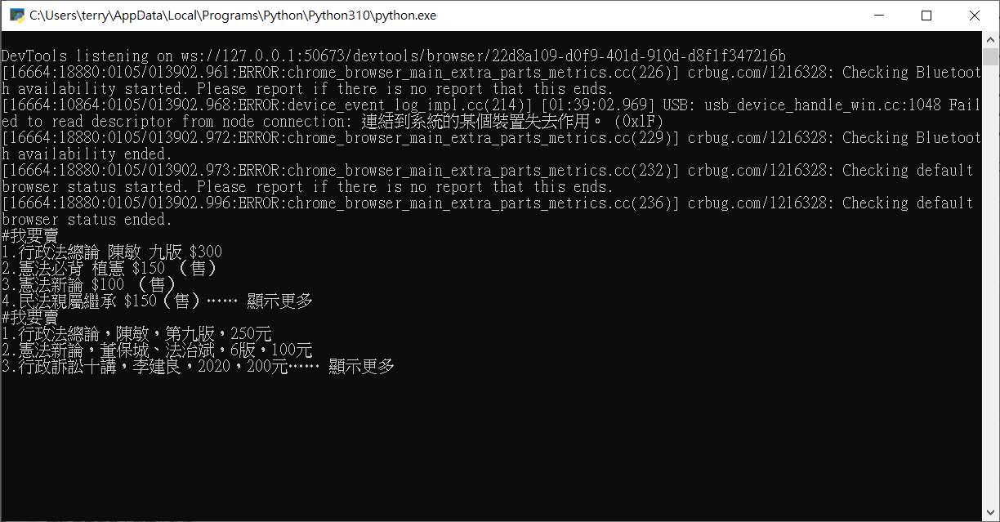 C:\Users\terry\AppData\Local\Programs\Python\Python310\python.exe
DevTools listening on ws://127.0.0.1:50673/devtools/browser/22d8a109-d0f9-401d-910d-d8f1f347216b
[16664:18880:0105/013902.961:ERROR:chrome_browser_main_extra_parts_metrics.cc(226)] crbug.com/1216328: Checking Bluetoot
h availability started. Please report if there is no report that this ends.
[16664:10864:0105/013902.968:ERROR:device_event_log_impl.cc(214)] [01:39:02.969] USB: usb_device_handle_win.cc:1048 Fail
ed to read descriptor from node connection: 連結到系統的某個裝置失去作用。 (0x1F)
[16664:18880:0105/013902.972:ERROR:chrome_browser_main_extra_parts_metrics.cc(229)] crbug.com/1216328: Checking Bluetoot
h availability ended.
[16664:18880:0105/013902.973:ERROR:chrome_browser_main_extra_parts_metrics.cc(232)] crbug.com/1216328: Checking default
browser status started. Please report if there is no report that this ends.
[16664:18880:0105/013902.996:ERROR:chrome_browser_main_extra_parts_metrics.cc(236)] crbug.com/1216328: Checking default
browser status ended.
#我要賣
1.行政法總論 陳敏 九版 $300
2.憲法必背 植憲 $150 （售）
3.憲法新論 $100 （售）
4.民法親屬繼承 $150（售）…… 顯示更多
#我要賣
1.行政法總論，陳敏，第九版，250元
2.憲法新論，董保城、法治斌，6版，100元
3.行政訴訟十講，李建良，2020，200元…… 顯示更多